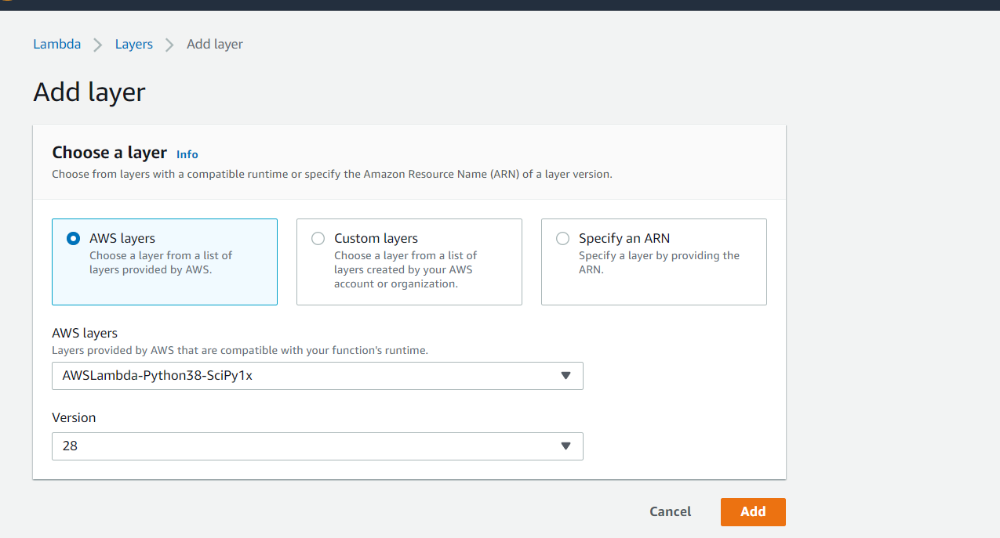 Lambda Layers Add layer
Add layer
Choose a layer Info
Choose from layers with a compatible runtime or specify the Amazon Resource Name (ARN) of a layer version.
AWS layers
Choose a layer from a list of
layers provided by AWS.
Custom layers
Choose a layer from a list of
layers created by your AWS
account or organization.
Specify an ARN
Specify a layer by providing the
ARN.
AWS layers
Layers provided by AWS that are compatible with your function's runtime.
AWSLambda-Python38-SciPy1x
Version
28
Cancel Add